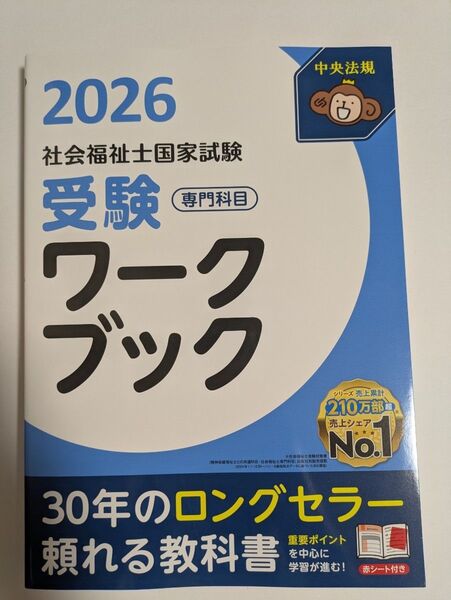 中央法規
2026
社会福祉士国家試験
受験 専門科目
ワーク
ブック
シリーズ 売上累計
210万部超
売上シェア
No.1
30年のロングセラー
頼れる教科書
重要ポイント
を中心に
学習が進む!
赤シート付き